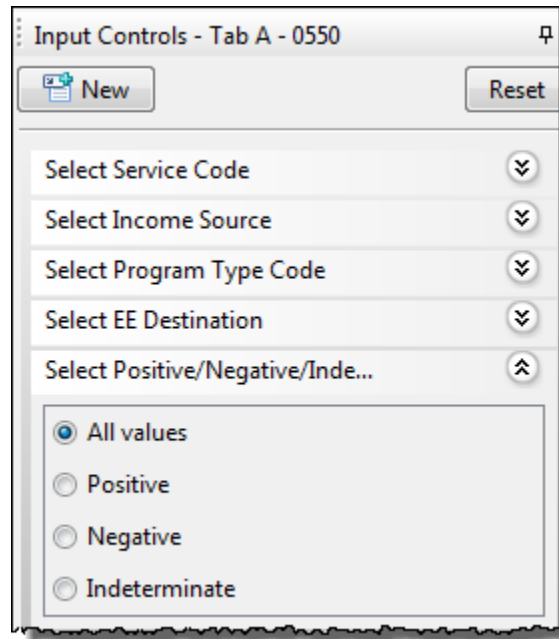 Input Controls - Tab A - 0550
New Reset
Select Service Code
Select Income Source
Select Program Type Code
Select EE Destination
Select Positive/Negative/Inde...
All values
Positive
Negative
Indeterminate